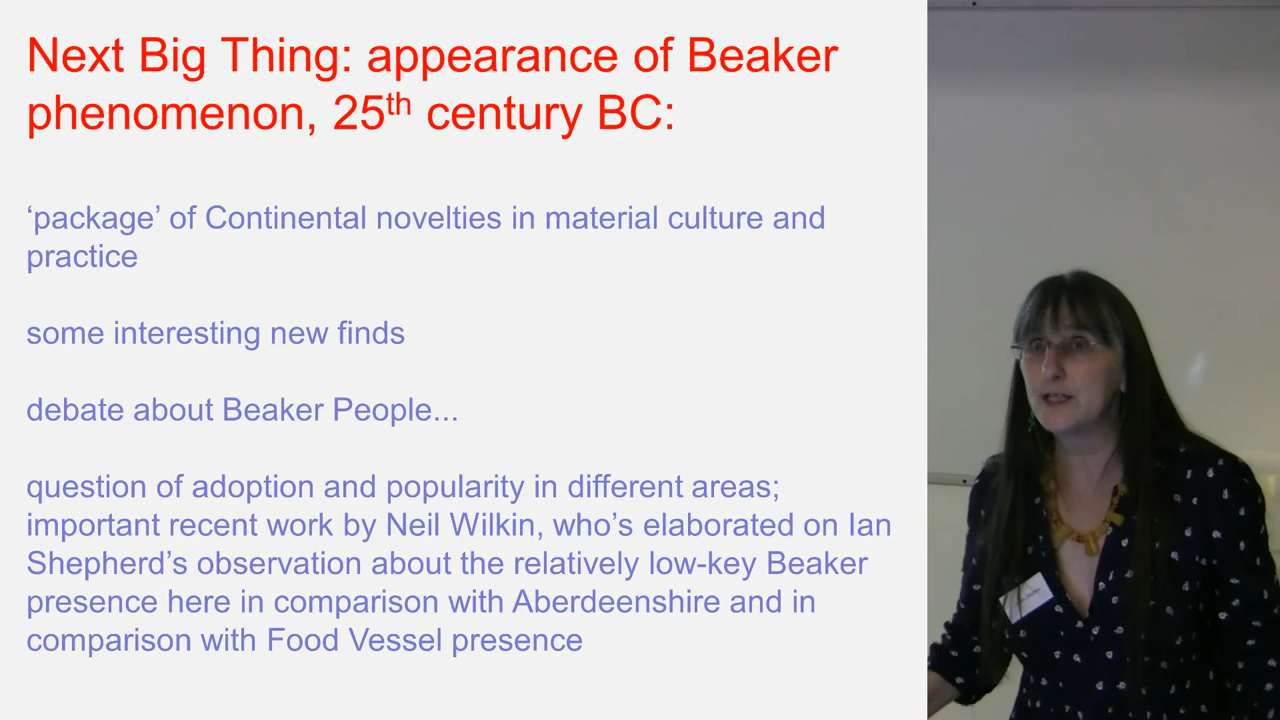 Next Big Thing: appearance of Beaker
phenomenon, 25th century BC:
‘package’ of Continental novelties in material culture and
practice
some interesting new finds
debate about Beaker People...
question of adoption and popularity in different areas;
important recent work by Neil Wilkin, who’s elaborated on Ian
Shepherd’s observation about the relatively low-key Beaker
presence here in comparison with Aberdeenshire and in
comparison with Food Vessel presence